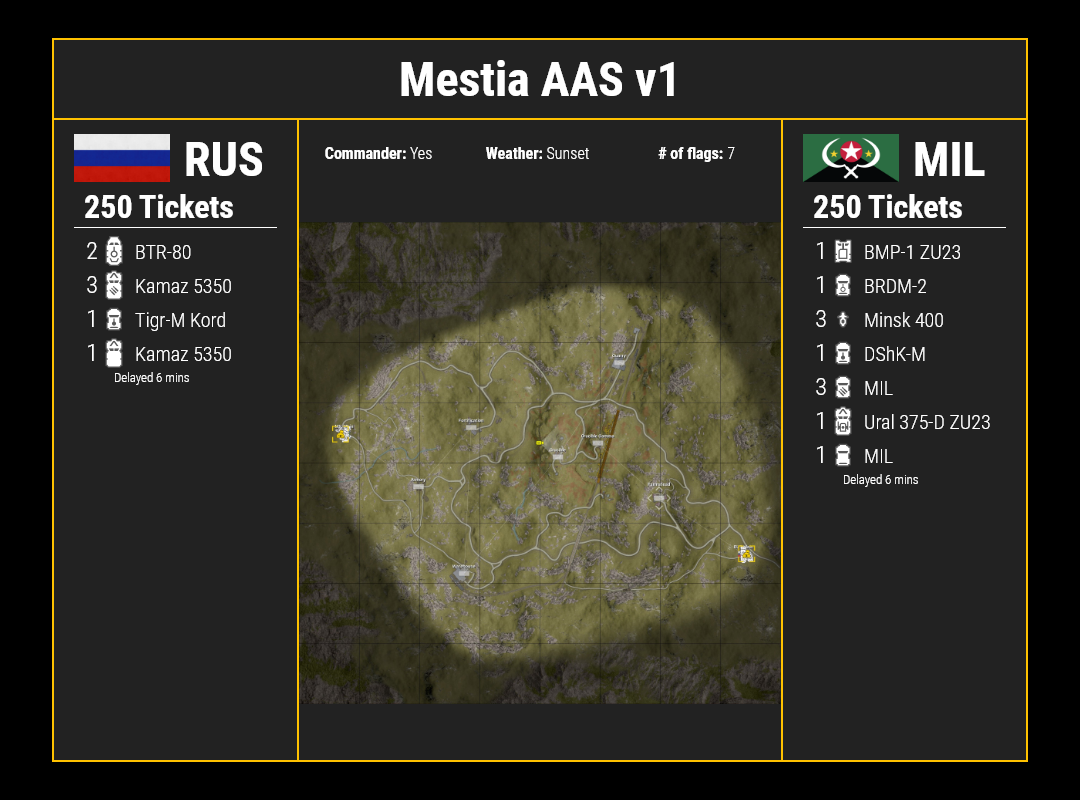 Mestia AAS v1
RUS
250 Tickets
2 BTR-80
3 Kamaz 5350
1 Tigr-M Kord
1 Kamaz 5350
Delayed 6 mins
Commander: Yes
Weather: Sunset
# of flags: 7
Quarry
MIL
250 Tickets
1 BMP-1 ZU23
1 BRDM-2
3 Minsk 400
1 DShK-M
3 MIL
1 Ural 375-D ZU23
1 MIL
Delayed 6 mins